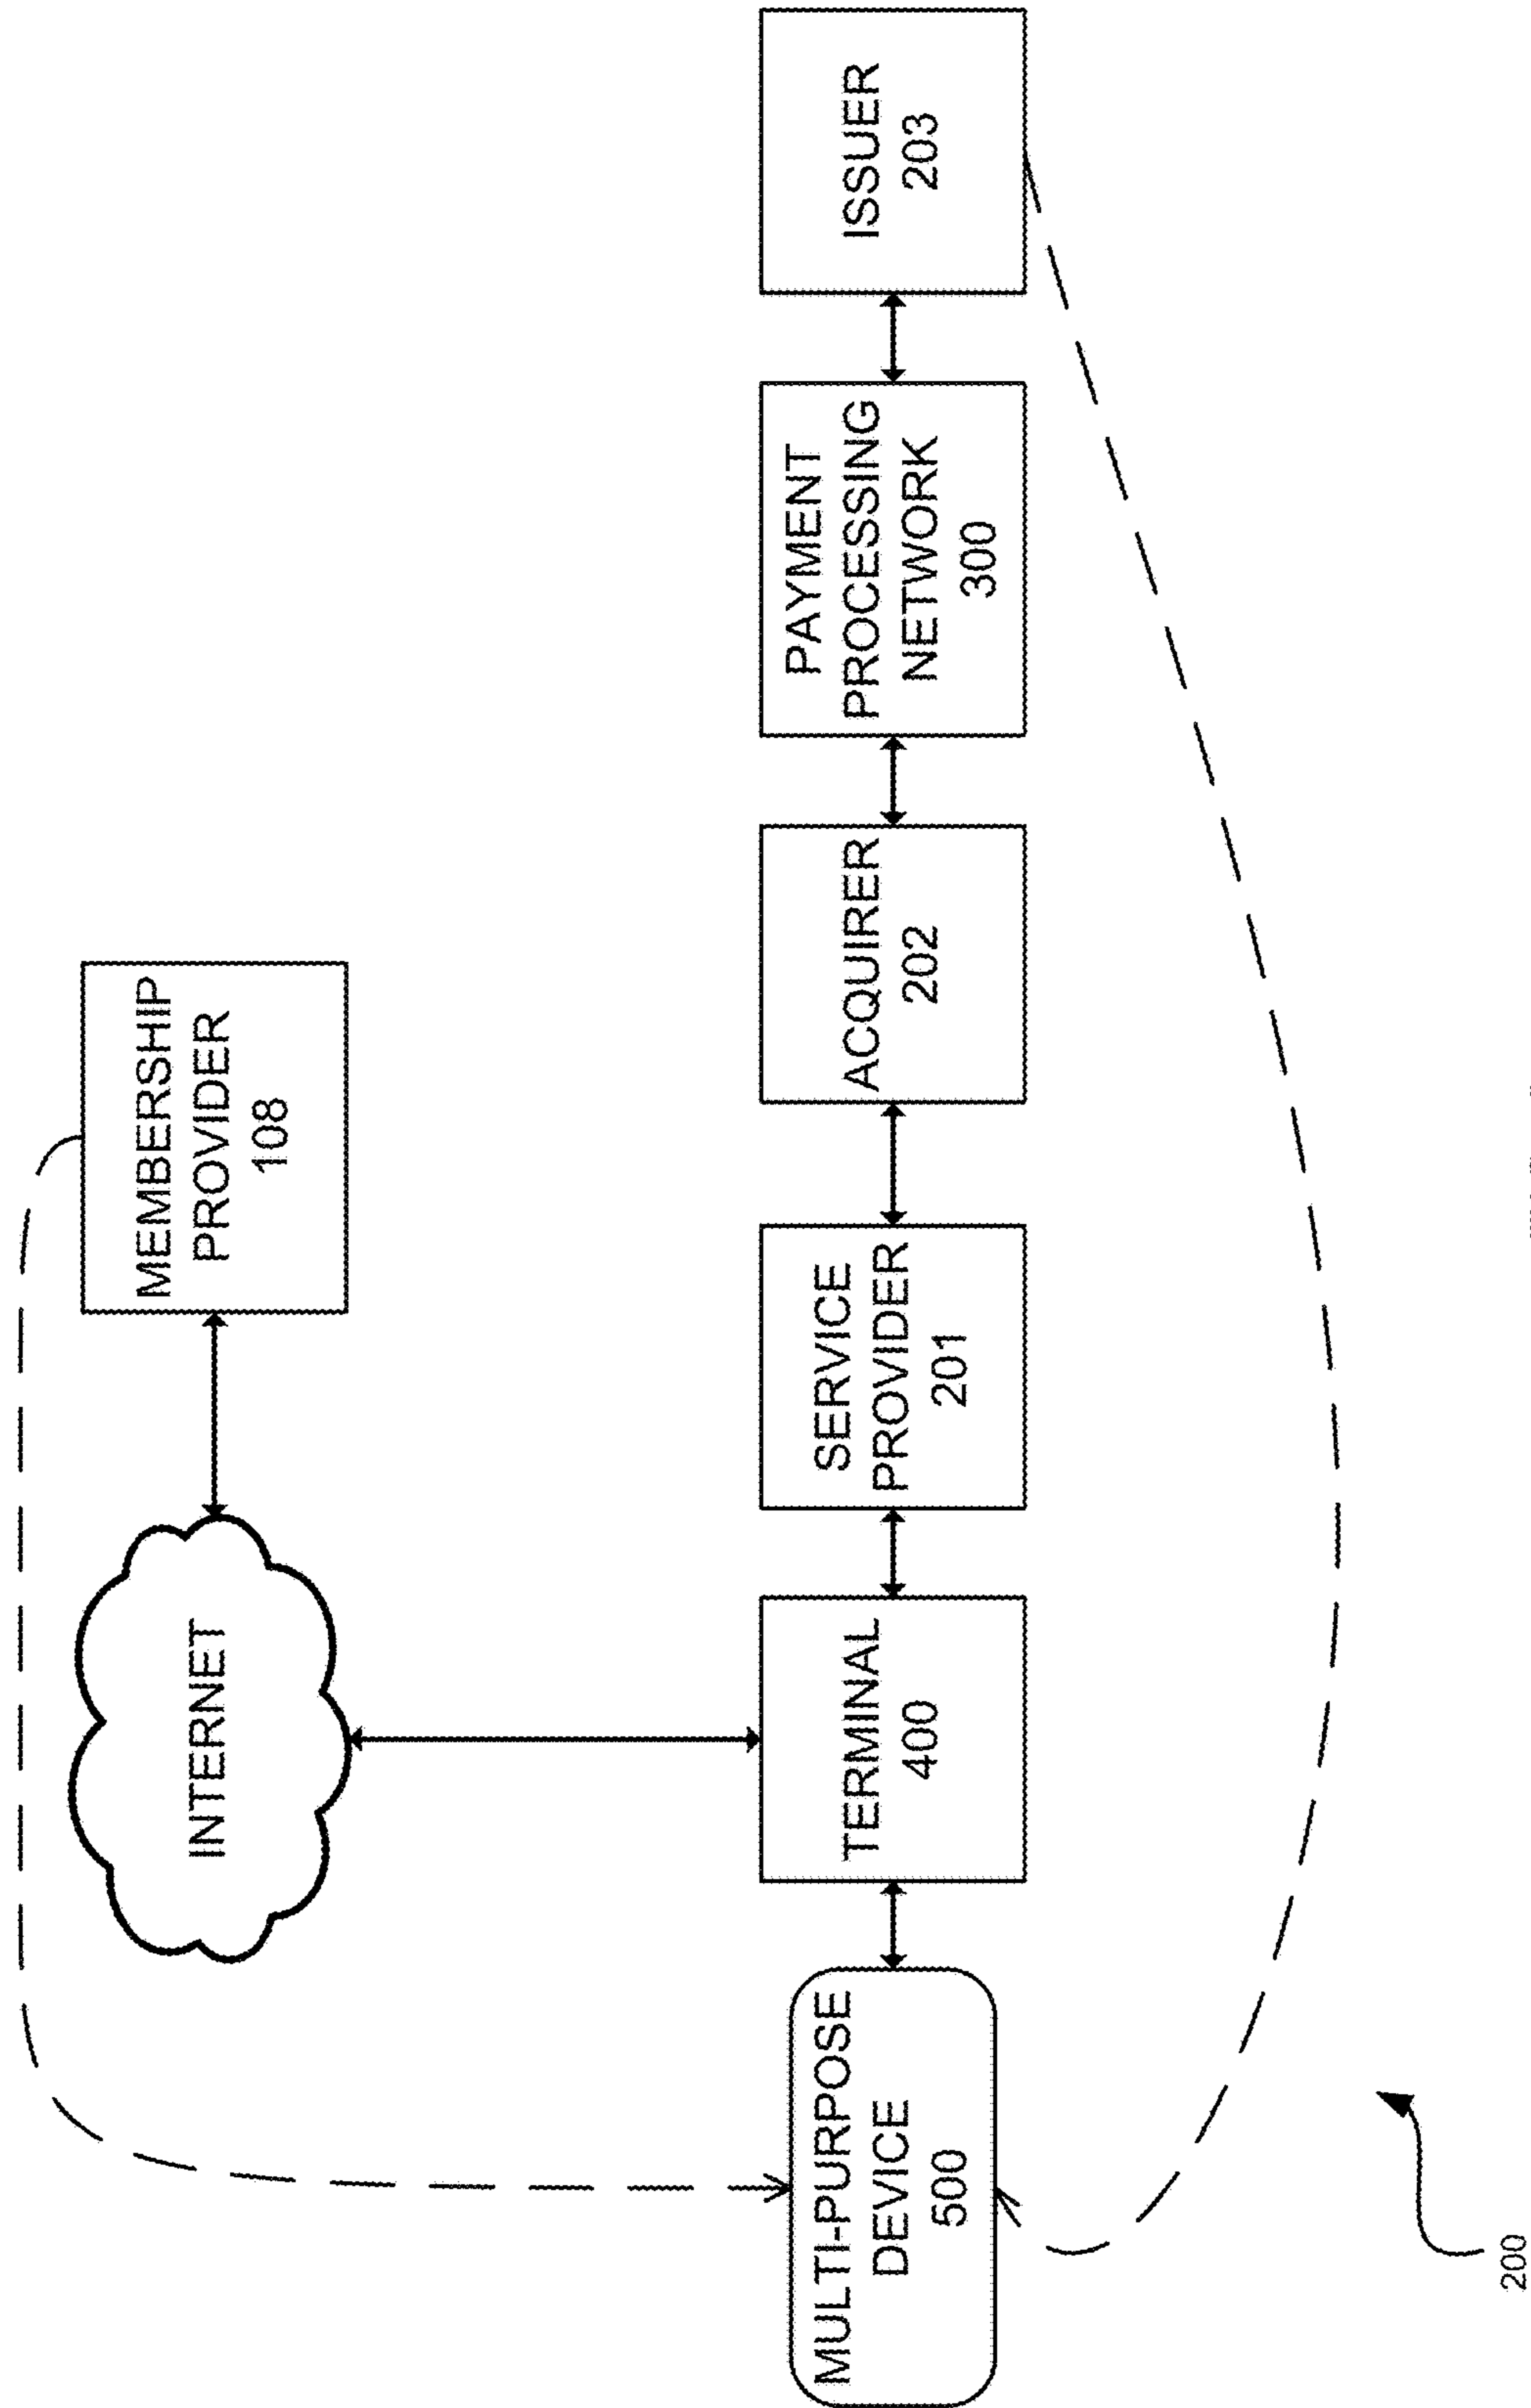 MEMBERSHIP
PROVIDER
108
INTERNET
MULTI-PURPOSE
DEVICE
500
TERMINAL
400
SERVICE
PROVIDER
201
ACQUIRER
202
PAYMENT
PROCESSING
NETWORK
300
ISSUER
203
200